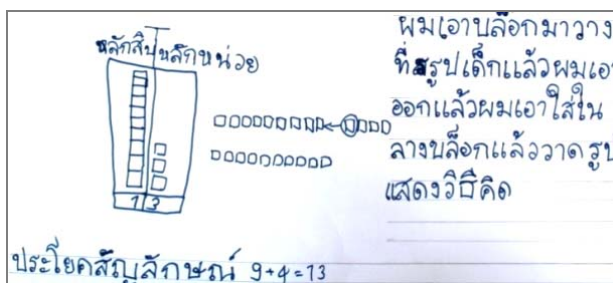 หลักสิบ หลักหน่วย
13
ผมเอาบล็อกมาวาง
ที่รูปเด็กแล้วผมเอา
ออกแล้วผมเอาใส่ใน
ลางบล็อกแล้ววาดรูป
แสดงวิธีคิด
ประโยคสัญลักษณ์ 9+4=13